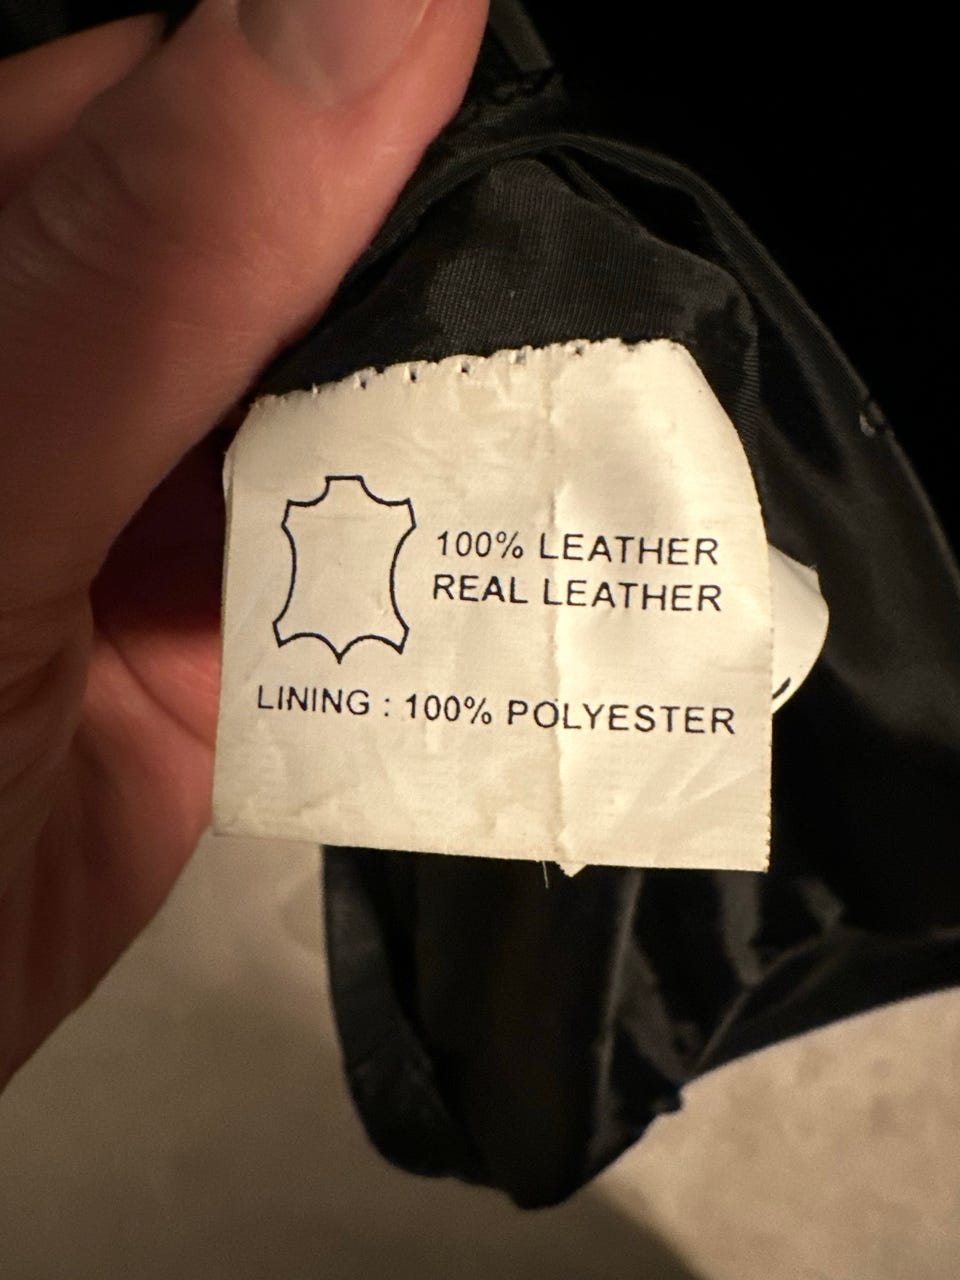 100% LEATHER
REAL LEATHER
LINING : 100% POLYESTER